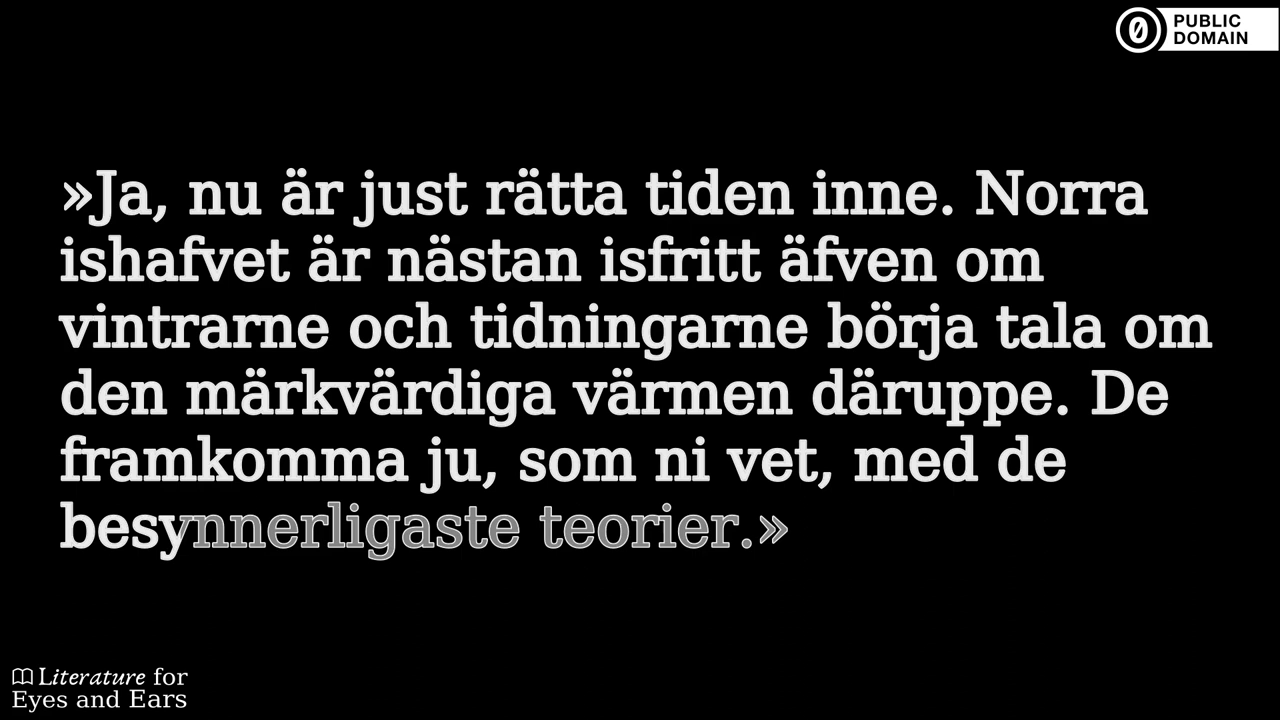 PUBLIC
DOMAIN
»Ja, nu är just rätta tiden inne. Norra
ishafvet är nästan isfritt äfven om
vintrarne och tidningarne börja tala om
den märkvärdiga värmen däruppe. De
framkomma ju, som ni vet, med de
besynnerligaste teorier.»
Literature for
Eyes and Ears